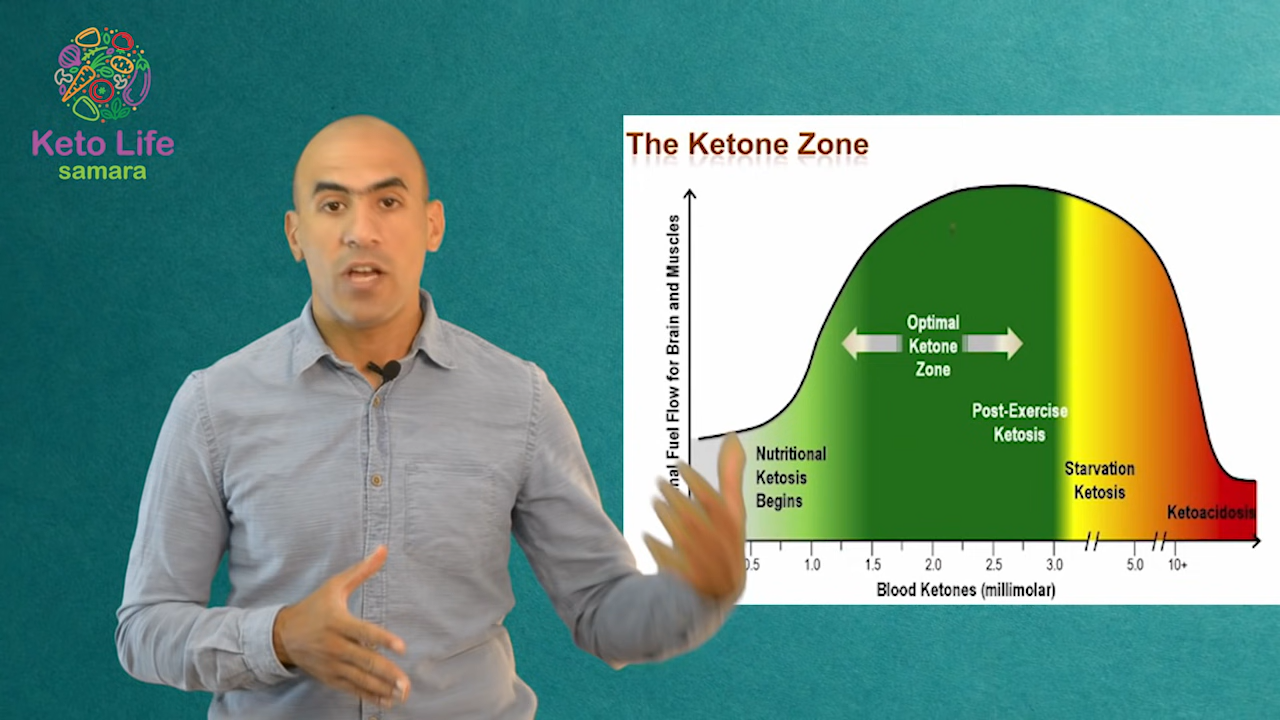 Keto Life
samara
The Ketone Zone
Fuel Flow for Brain and Muscles
Optimal
Ketone
Zone
Post-Exercise
Ketosis
Nutritional
Ketosis
Begins
Starvation
Ketosis
Ketoacidosis
0.5 1.0 1.5 2.0 2.5 3.0 5.0 10+
Blood Ketones (millimolar)